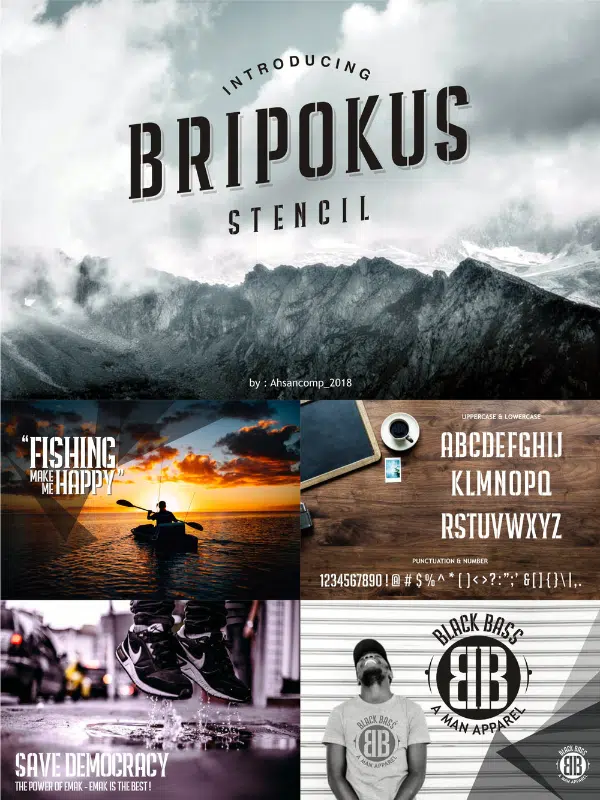 INTRODUCING
BRIPOKUS
STENCIL
by : Ahsancomp_2018
“FISHING
MAKE
ME HAPPY”
UPPERCASE & LOWERCASE
ABCDEFGHIJ
KLMNOPQ
RSTUVWXYZ
PUNCTUATION & NUMBER
1234567890!@#$%^*[]<>?:”;’&[]{}\|,.
SAVE DEMOCRACY
THE POWER OF EMAK - EMAK IS THE BEST !
BLACK BASS
BB
A MAN APPAREL
BLACK BASS
BB
A MAN APPAREL
BLACK BASS
BB
A MAN APPAREL